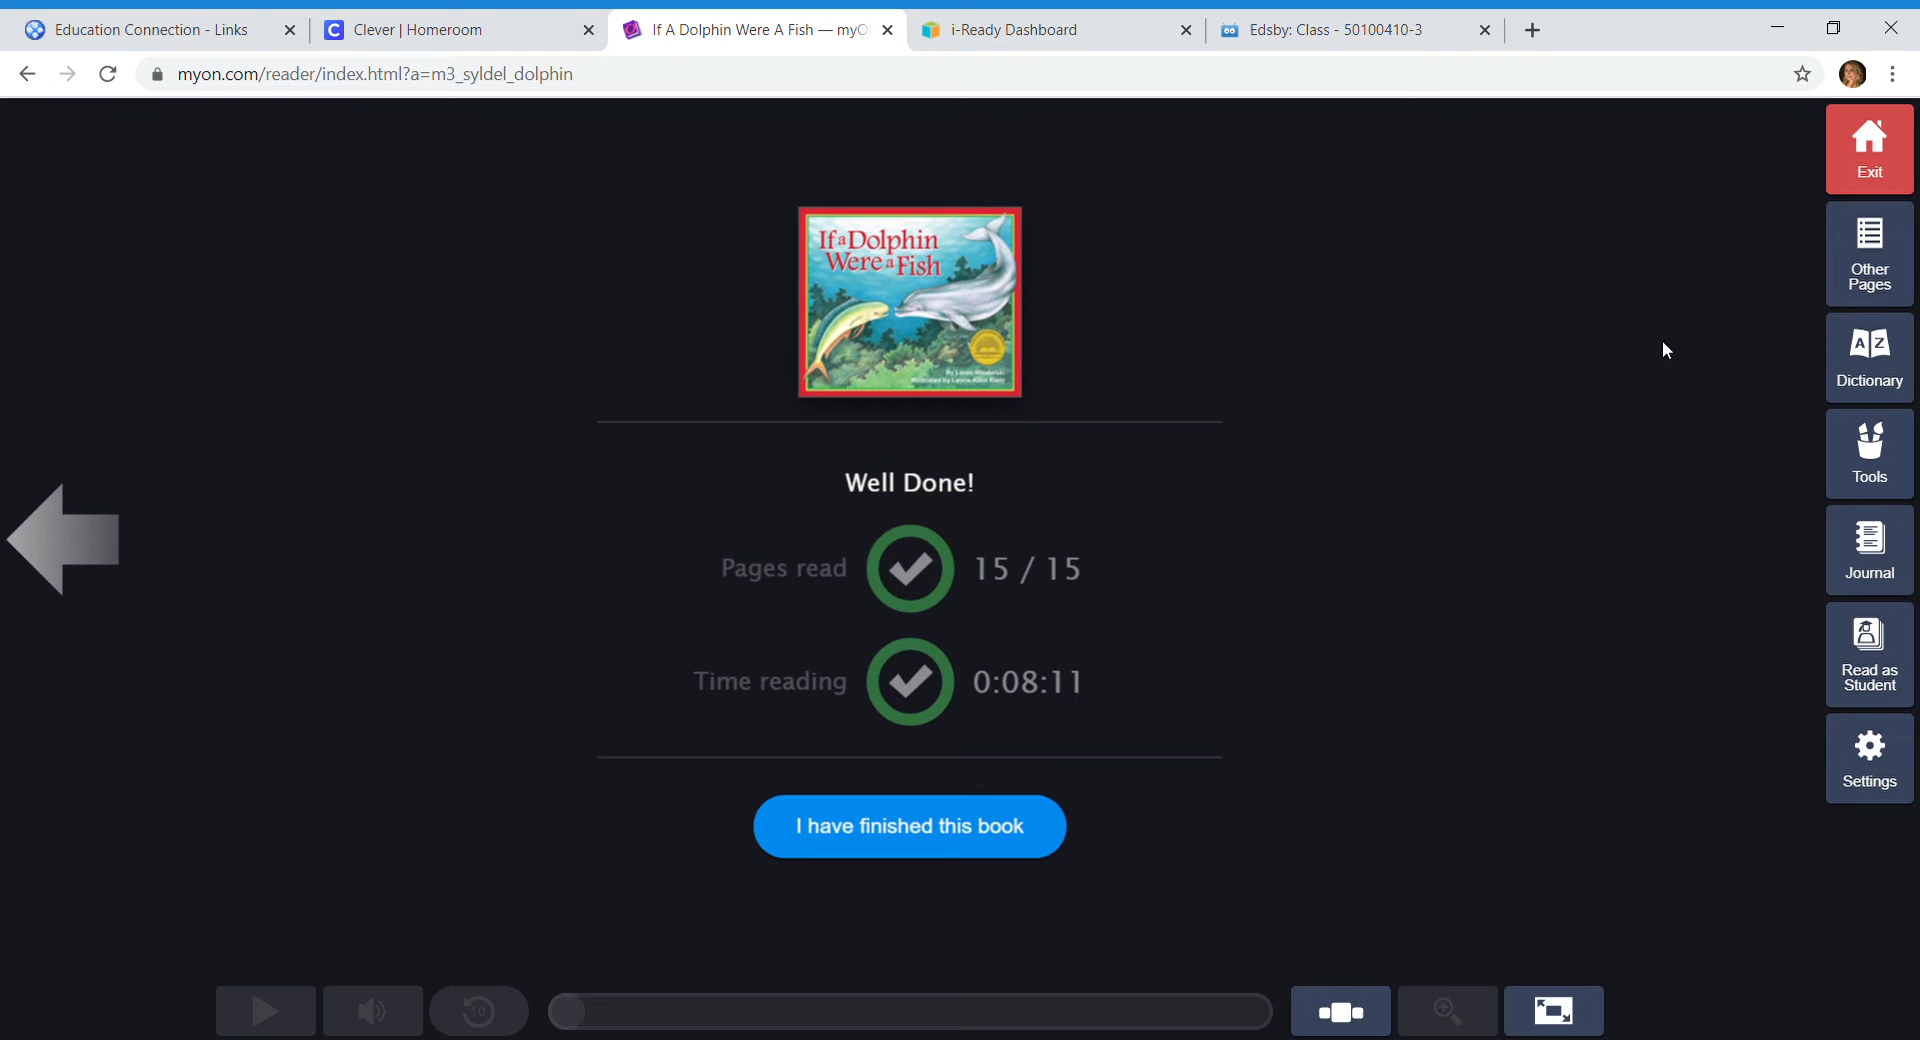 Education Connection - Links
Clever | Homeroom
If A Dolphin Were A Fish — myO
i-Ready Dashboard
Edsby: Class - 50100410-3
myon.com/reader/index.html?a=m3_syldel_dolphin
Exit
Other
Pages
Dictionary
Tools
Journal
Read as
Student
Settings
If a Dolphin
Were a Fish
Well Done!
Pages read 15 / 15
Time reading 0:08:11
I have finished this book
10